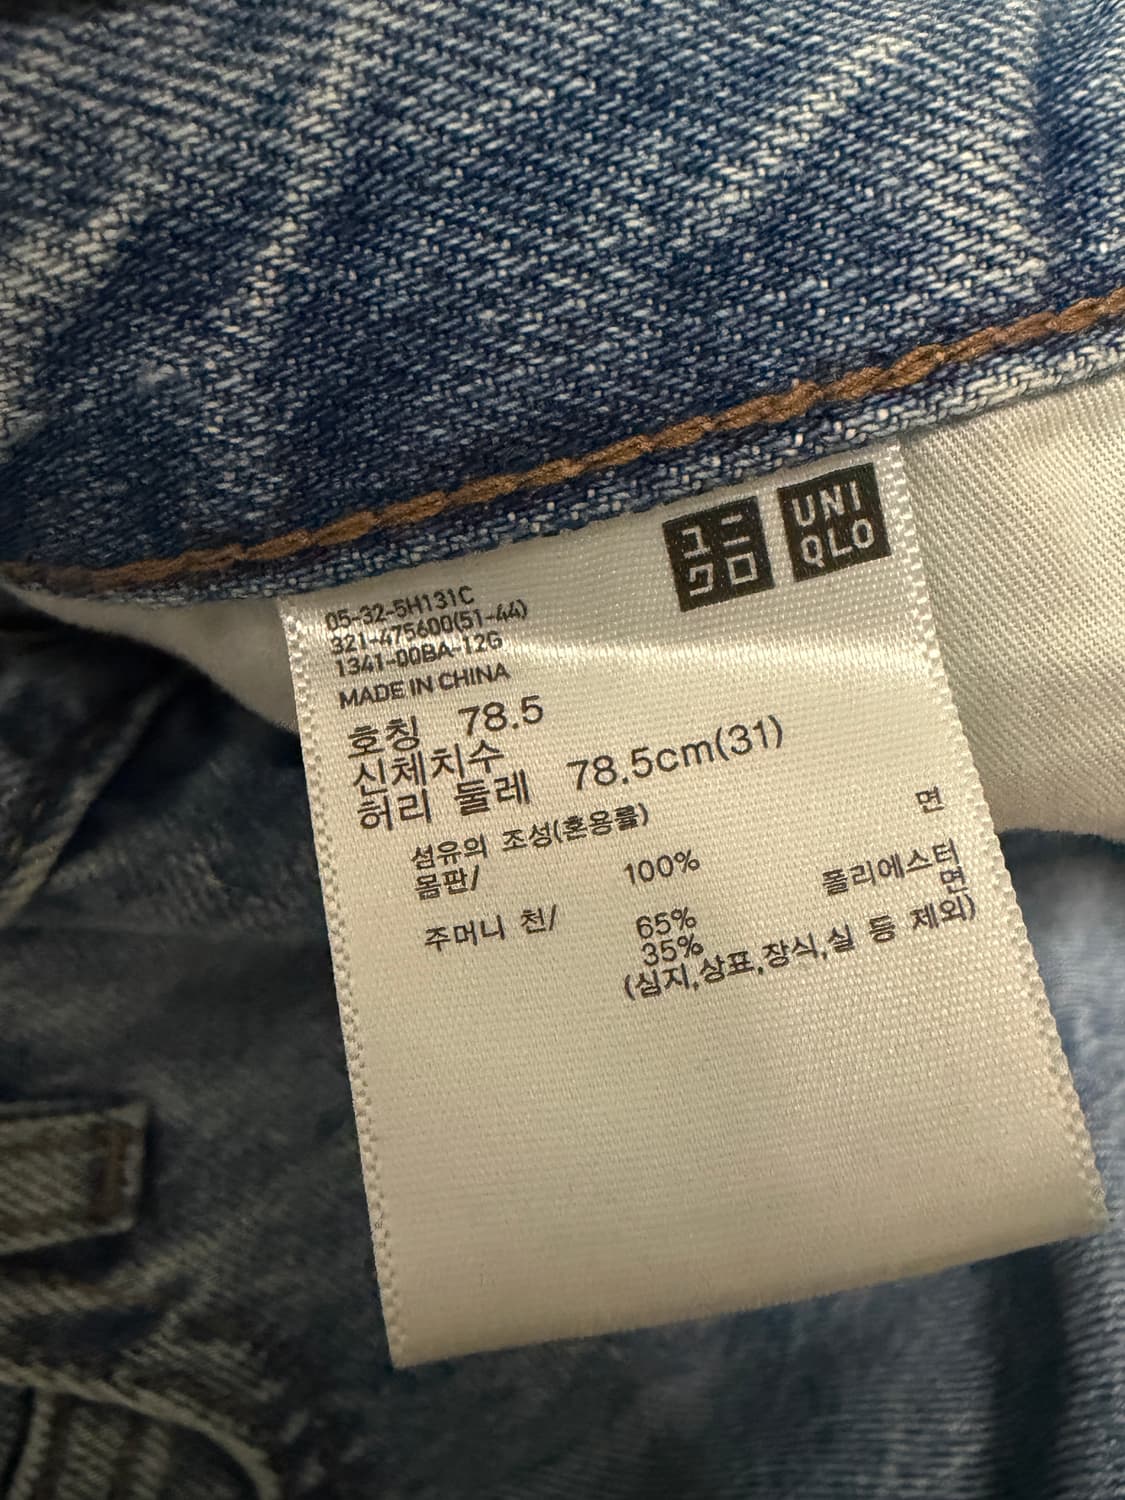 ユニ
クロ
UNI
QLO
05-32-5H131C
321-475600(51-44)
1341-00BA-12G
MADE IN CHINA
호칭 78.5
신체치수
허리 둘레 78.5cm(31)
섬유의 조성(혼용률)
몸판/ 100% 면
주머니 천/ 65% 폴리에스터
35% 면
(심지,상표,장식,실 등 제외)